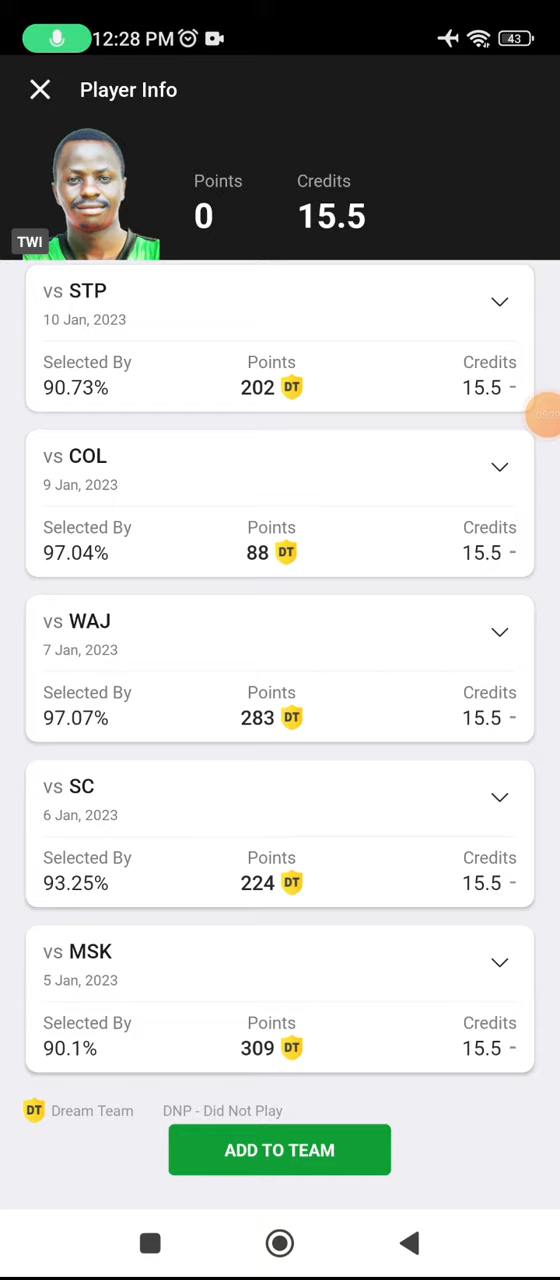 12:28 PM
43
Player Info
Points
Credits
0
15.5
TWI
vs STP
10 Jan, 2023
Selected By
Points
Credits
90.73%
202 DT
15.5 -
vs COL
9 Jan, 2023
Selected By
Points
Credits
97.04%
88 DT
15.5 -
vs WAJ
7 Jan, 2023
Selected By
Points
Credits
97.07%
283 DT
15.5 -
vs SC
6 Jan, 2023
Selected By
Points
Credits
93.25%
224 DT
15.5 -
vs MSK
5 Jan, 2023
Selected By
Points
Credits
90.1%
309 DT
15.5 -
DT Dream Team
DNP - Did Not Play
ADD TO TEAM